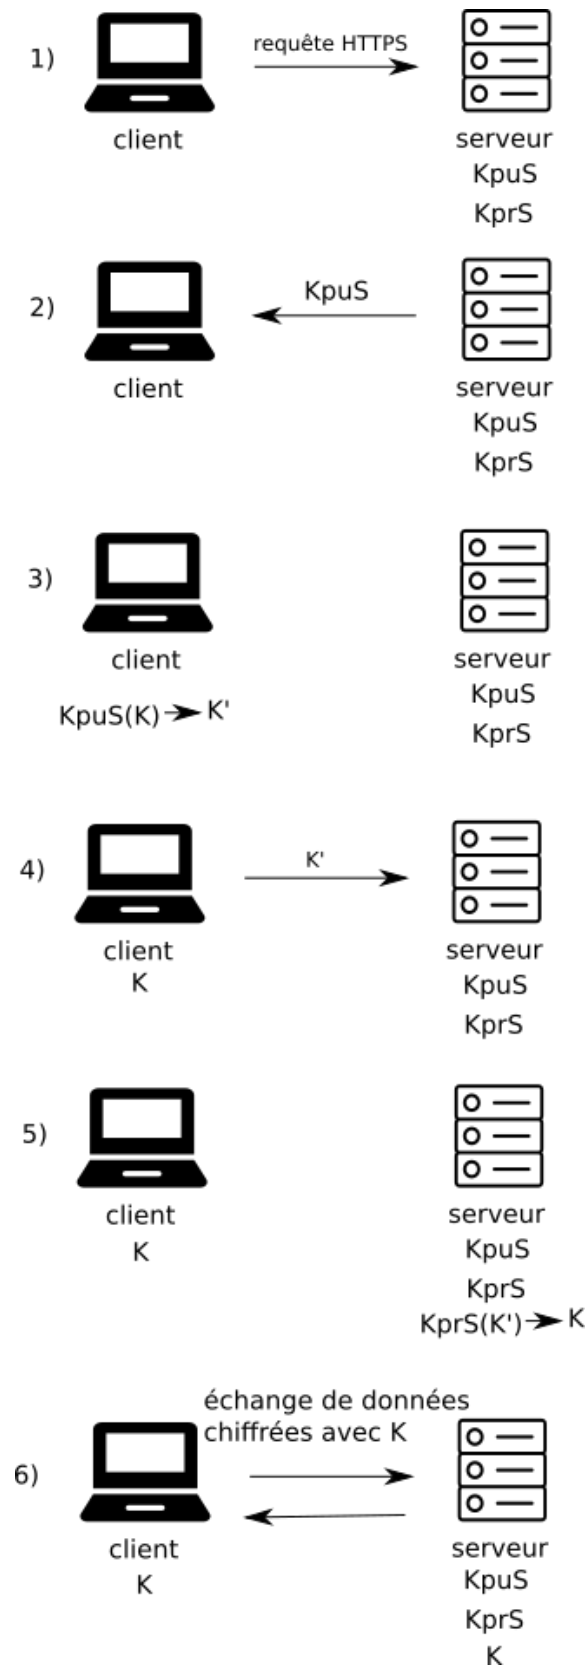 1)
requête HTTPS
client
serveur
KpuS
KprS
2)
KpuS
client
serveur
KpuS
KprS
3)
client
serveur
KpuS(K) K'
KpuS
KprS
4)
K'
client
serveur
K
KpuS
KprS
5)
client
serveur
K
KpuS
KprS
KprS(K') K
6)
échange de données
chiffrées avec K
client
serveur
K
KpuS
KprS
K